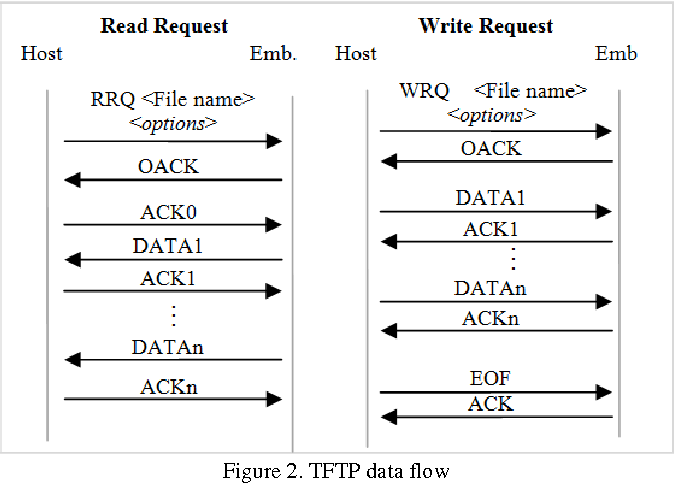 Read Request
Host Emb.
RRQ <File name>
<options>
OACK
ACK0
DATA1
ACK1
⋮
DATAn
ACKn
Write Request
Host Emb
WRQ <File name>
<options>
OACK
DATA1
ACK1
⋮
DATAn
ACKn
EOF
ACK
Figure 2. TFTP data flow